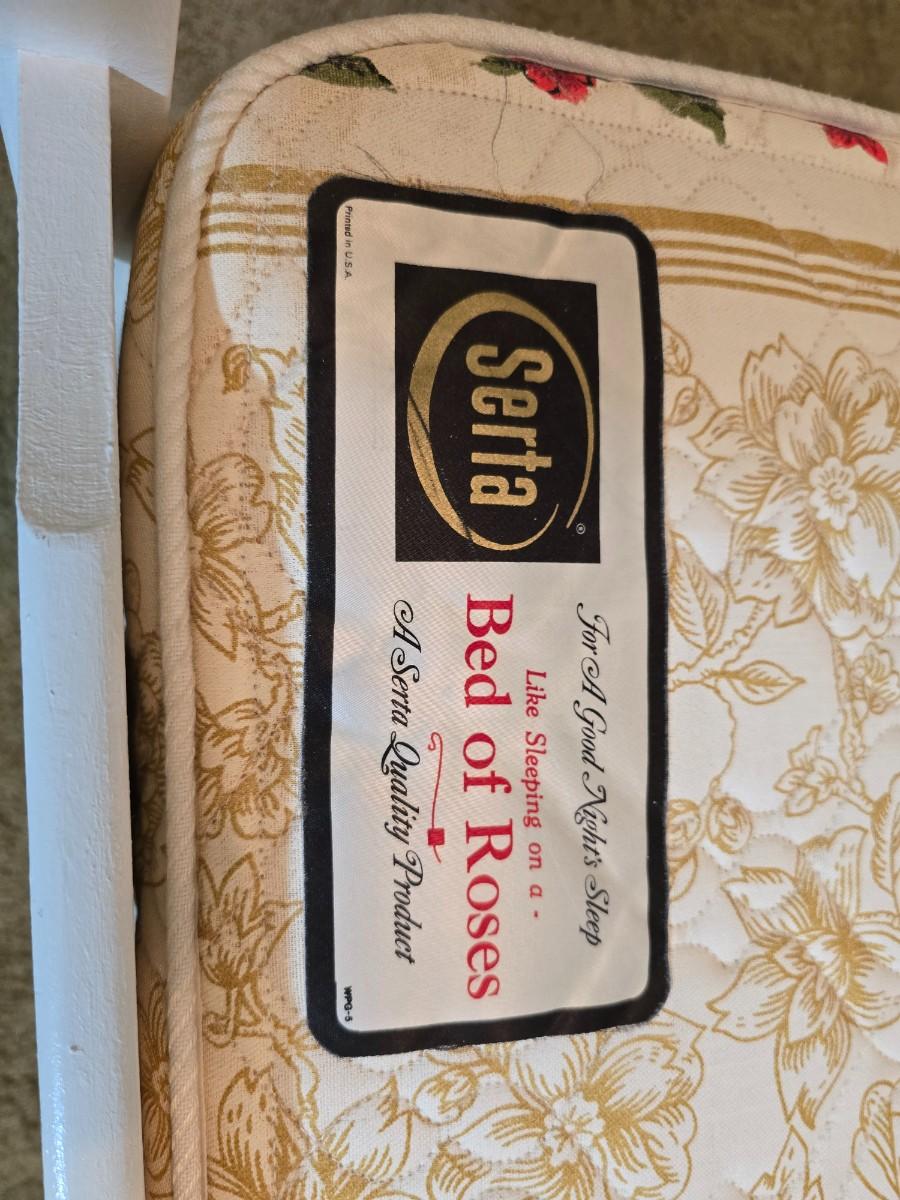 Serta®
For A Good Night's Sleep
Like Sleeping on a -
Bed of Roses
A Serta Quality Product
Printed in U.S.A.
WPG-5